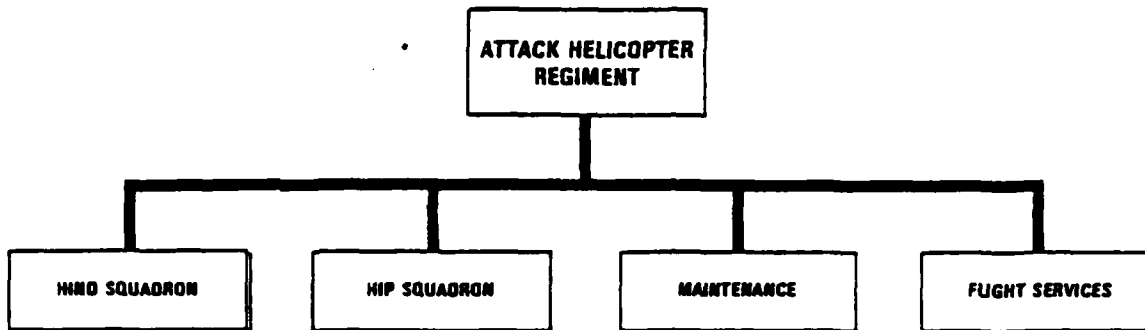 ATTACK HELICOPTER
REGIMENT
HIND SQUADRON
HIP SQUADRON
MAINTENANCE
FLIGHT SERVICES